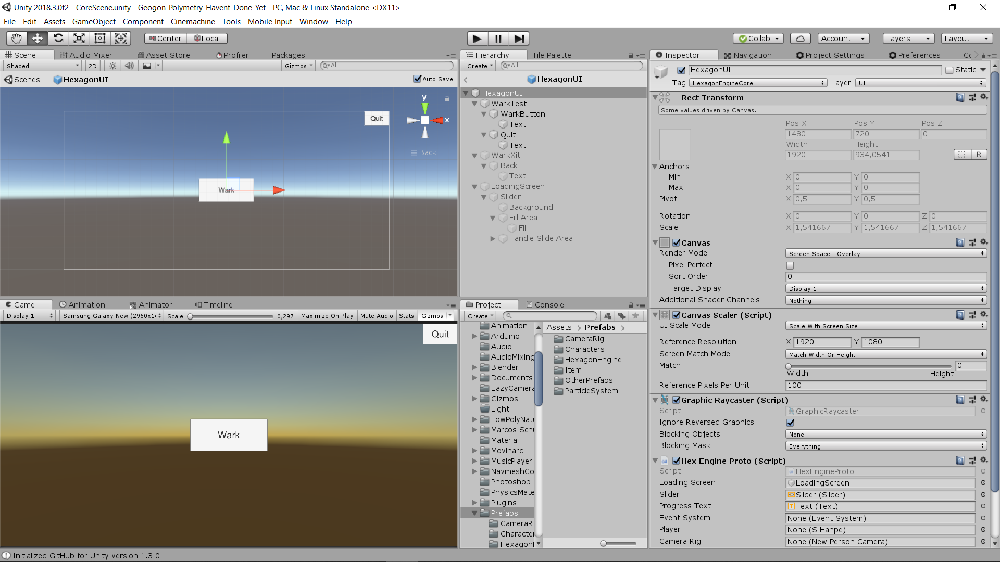 Unity 2018.3.0f2 - CoreScene.unity - Geogon_Polymetry_Havent_Done_Yet - PC, Mac & Linux Standalone <DX11>
File Edit Assets GameObject Component Cinemachine Tools Mobile Input Window Help
Center Local
Collab Account Layers Layout
Scene Audio Mixer Asset Store Profiler Packages
Shaded 2D Gizmos All
Scenes HexagonUI Auto Save
y
x
Back
Quit
Wark
Hierarchy Tile Palette
Create All
HexagonUI
HexagonUI
WarkTest
WarkButton
Text
Quit
Text
WarkXit
Back
Text
LoadingScreen
Slider
Background
Fill Area
Fill
Handle Slide Area
Game Animation Animator Timeline
Display 1 Samsung Galaxy New (2960x1 Scale 0,297 Maximize On Play Mute Audio Stats Gizmos
Quit
Wark
Project Console
Create
Animation
Arduino
Audio
AudioMixing
Blender
Documents
EazyCamera
Gizmos
Light
LowPolyNatu
Marcos Schu
Material
Movinarc
MusicPlayer
NavmeshCo
Photoshop
PhysicsMate
Plugins
Prefabs
CameraR
Character
HexagonE
Assets Prefabs
CameraRig
Characters
HexagonEngine
Item
OtherPrefabs
ParticleSystem
Inspector Navigation Project Settings Preferences Co
HexagonUI Static
Tag HexagonEngineCore Layer UI
Rect Transform
Some values driven by Canvas.
Pos X Pos Y Pos Z
1480 720 0
Width Height
1920 934,0541
R
Anchors
Min X 0 Y 0
Max X 0 Y 0
Pivot X 0,5 Y 0,5
Rotation X 0 Y 0 Z 0
Scale X 1,541667 Y 1,541667 Z 1,541667
Canvas
Render Mode Screen Space - Overlay
Pixel Perfect
Sort Order 0
Target Display Display 1
Additional Shader Channels Nothing
Canvas Scaler (Script)
UI Scale Mode Scale With Screen Size
Reference Resolution X 1920 Y 1080
Screen Match Mode Match Width Or Height
Match 0
Width Height
Reference Pixels Per Unit 100
Graphic Raycaster (Script)
Script GraphicRaycaster
Ignore Reversed Graphics
Blocking Objects None
Blocking Mask Everything
Hex Engine Proto (Script)
Script HexEngineProto
Loading Screen LoadingScreen
Slider Slider (Slider)
Progress Text Text (Text)
Event System None (Event System)
Player None (S Hanpe)
Camera Rig None (New Person Camera)
Initialized GitHub for Unity version 1.3.0